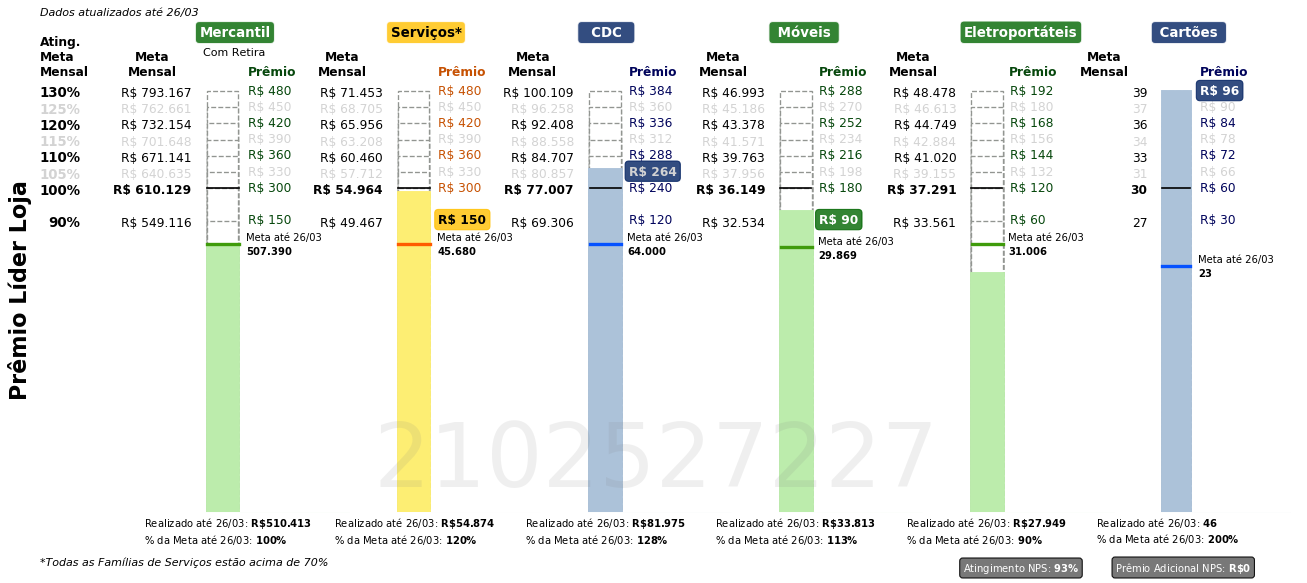 Dados atualizados até 26/03
Mercantil Serviços* CDC Móveis Eletroportáteis Cartões
Com Retira
Ating. Meta Mensal
Meta Mensal Prêmio Meta Mensal Prêmio Meta Mensal Prêmio Meta Mensal Prêmio Meta Mensal Prêmio Meta Mensal Prêmio
130% R$ 793.167 R$ 480 R$ 71.453 R$ 480 R$ 100.109 R$ 384 R$ 46.993 R$ 288 R$ 48.478 R$ 192 39 R$ 96
125% R$ 762.661 R$ 450 R$ 68.705 R$ 450 R$ 96.258 R$ 360 R$ 45.186 R$ 270 R$ 46.613 R$ 180 37 R$ 90
120% R$ 732.154 R$ 420 R$ 65.956 R$ 420 R$ 92.408 R$ 336 R$ 43.378 R$ 252 R$ 44.749 R$ 168 36 R$ 84
115% R$ 701.648 R$ 390 R$ 63.208 R$ 390 R$ 88.558 R$ 312 R$ 41.571 R$ 234 R$ 42.884 R$ 156 34 R$ 78
110% R$ 671.141 R$ 360 R$ 60.460 R$ 360 R$ 84.707 R$ 288 R$ 39.763 R$ 216 R$ 41.020 R$ 144 33 R$ 72
105% R$ 640.635 R$ 330 R$ 57.712 R$ 330 R$ 80.857 R$ 264 R$ 37.956 R$ 198 R$ 39.155 R$ 132 31 R$ 66
100% R$ 610.129 R$ 300 R$ 54.964 R$ 300 R$ 77.007 R$ 240 R$ 36.149 R$ 180 R$ 37.291 R$ 120 30 R$ 60
90% R$ 549.116 R$ 150 R$ 49.467 R$ 150 R$ 69.306 R$ 120 R$ 32.534 R$ 90 R$ 33.561 R$ 60 27 R$ 30
Meta até 26/03 Meta até 26/03 Meta até 26/03 Meta até 26/03 Meta até 26/03 Meta até 26/03
507.390 45.680 64.000 29.869 31.006 23
Prêmio Líder Loja
2102527227
Realizado até 26/03: R$510.413 Realizado até 26/03: R$54.874 Realizado até 26/03: R$81.975 Realizado até 26/03: R$33.813 Realizado até 26/03: R$27.949 Realizado até 26/03: 46
% da Meta até 26/03: 100% % da Meta até 26/03: 120% % da Meta até 26/03: 128% % da Meta até 26/03: 113% % da Meta até 26/03: 90% % da Meta até 26/03: 200%
*Todas as Famílias de Serviços estão acima de 70%
Atingimento NPS: 93% Prêmio Adicional NPS: R$0